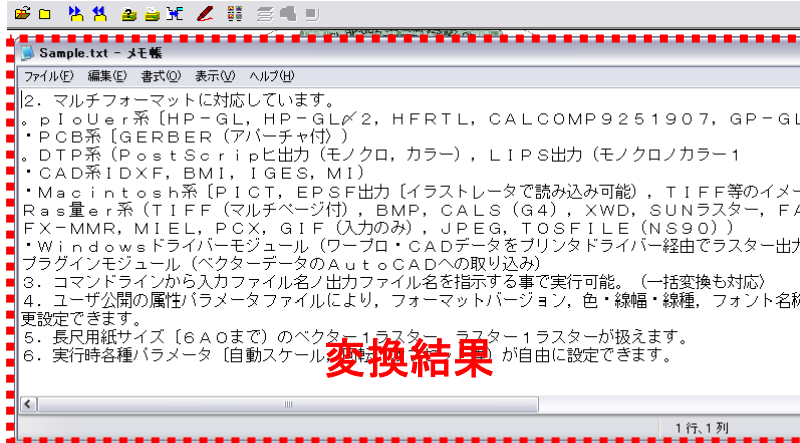 Sample.txt - メモ帳
ファイル(F) 編集(E) 書式(O) 表示(V) ヘルプ(H)
2．マルチフォーマットに対応しています。
。pIoUer系〔HP－GL，HP－GL〆2，HFRTL，CALCOMP9251907，GP－GL
・PCB系〔GERBER（アパーチャ付））
。DTP系（PostScripヒ出力（モノクロ，カラー），LIPS出力（モノクロノカラー1
・CAD系IDXF，BMI，IGES，MI）
・Macintosh系〔PICT，EPSF出力〔イラストレータで読み込み可能），TIFF等のイメー
Ras量er系（TIFF（マルチページ付），BMP，CALS（G4），XWD，SUNラスター，FA
FX－MMR，MIEL，PCX，GIF（入力のみ），JPEG，TOSFILE（NS90））
・Windowsドライバーモジュール（ワープロ・CADデータをプリンタドライバー経由でラスター出力
プラグインモジュール（ベクターデータのAutoCADへの取り込み）
3．コマンドラインから入力ファイル名ノ出力ファイル名を指示する事で実行可能。（一括変換も対応）
4．ユーザ公開の属性パラメータファイルにより，フォーマットバージョン，色・線幅・線種，フォント名称
更設定できます。
5．長尺用紙サイズ〔6AOまで）のベクター1ラスター，ラスター1ラスターが扱えます。
6．実行時各種パラメータ〔自動スケール，が自由に設定できます。
変換結果
1行、1列